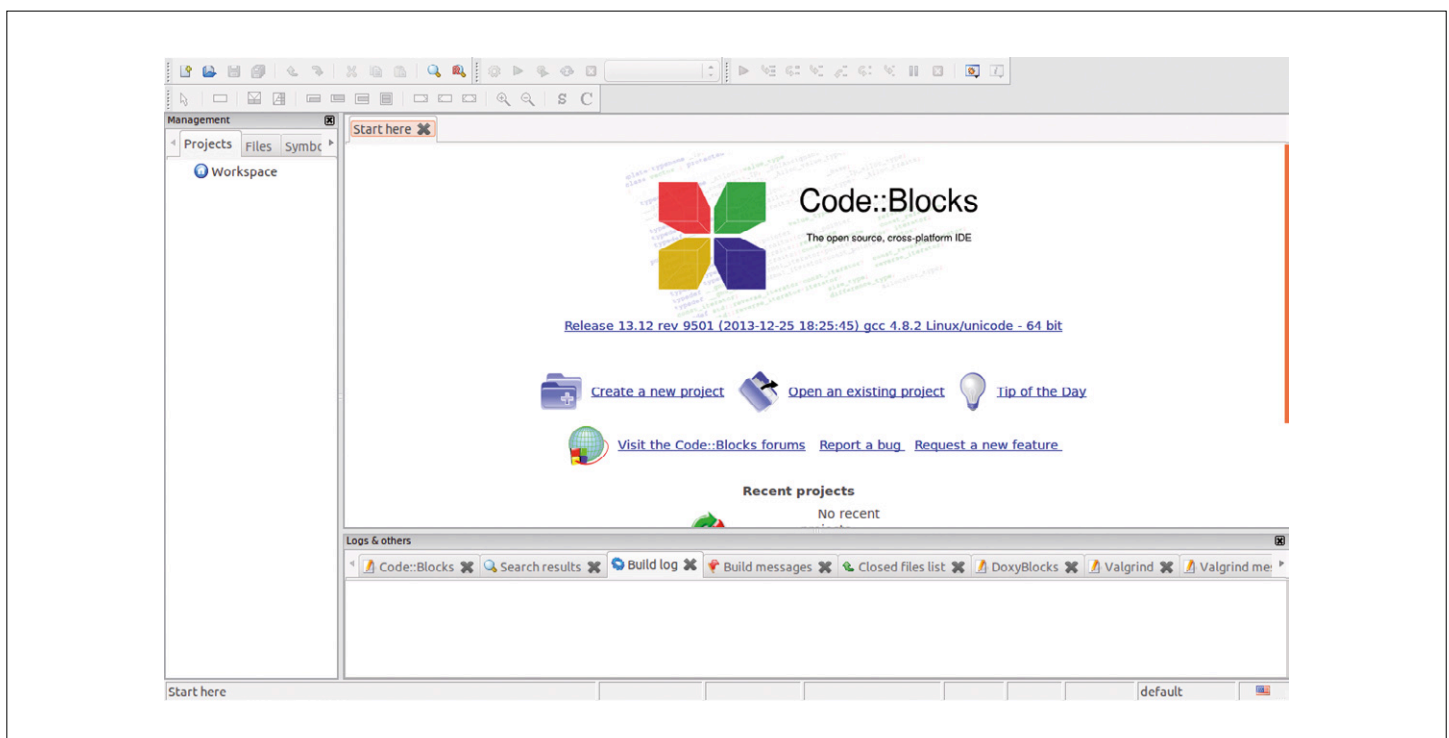 S C
Management
Projects Files Symbo
Workspace
Start here
Code::Blocks
The open source, cross-platform IDE
Release 13.12 rev 9501 (2013-12-25 18:25:45) gcc 4.8.2 Linux/unicode - 64 bit
Create a new project Open an existing project Tip of the Day
Visit the Code::Blocks forums Report a bug Request a new feature
Recent projects
No recent
Logs & others
Code::Blocks Search results Build log Build messages Closed files list DoxyBlocks Valgrind Valgrind me
Start here default